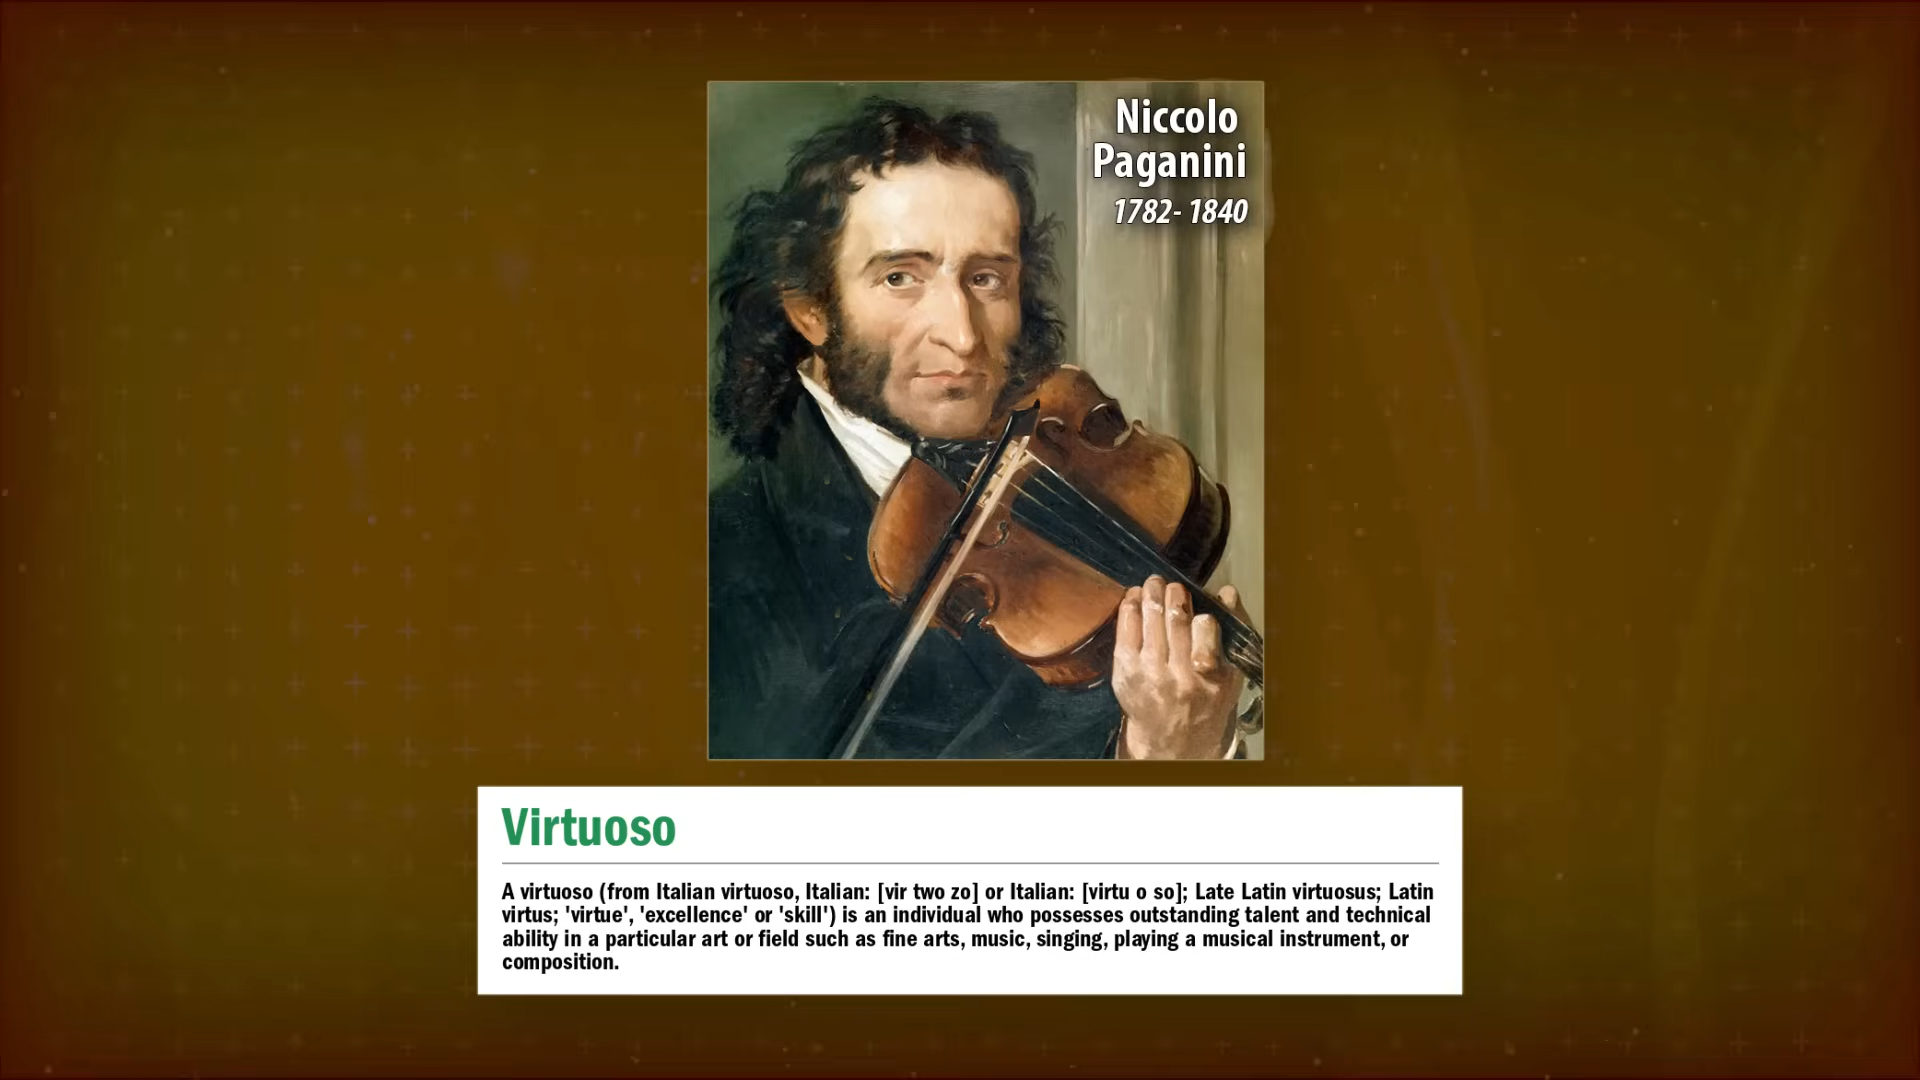 Niccolo
Paganini
1782- 1840
Virtuoso
A virtuoso (from Italian virtuoso, Italian: [vir two zo] or Italian: [virtu o so]; Late Latin virtuosus; Latin
virtus; 'virtue', 'excellence' or 'skill') is an individual who possesses outstanding talent and technical
ability in a particular art or field such as fine arts, music, singing, playing a musical instrument, or
composition.